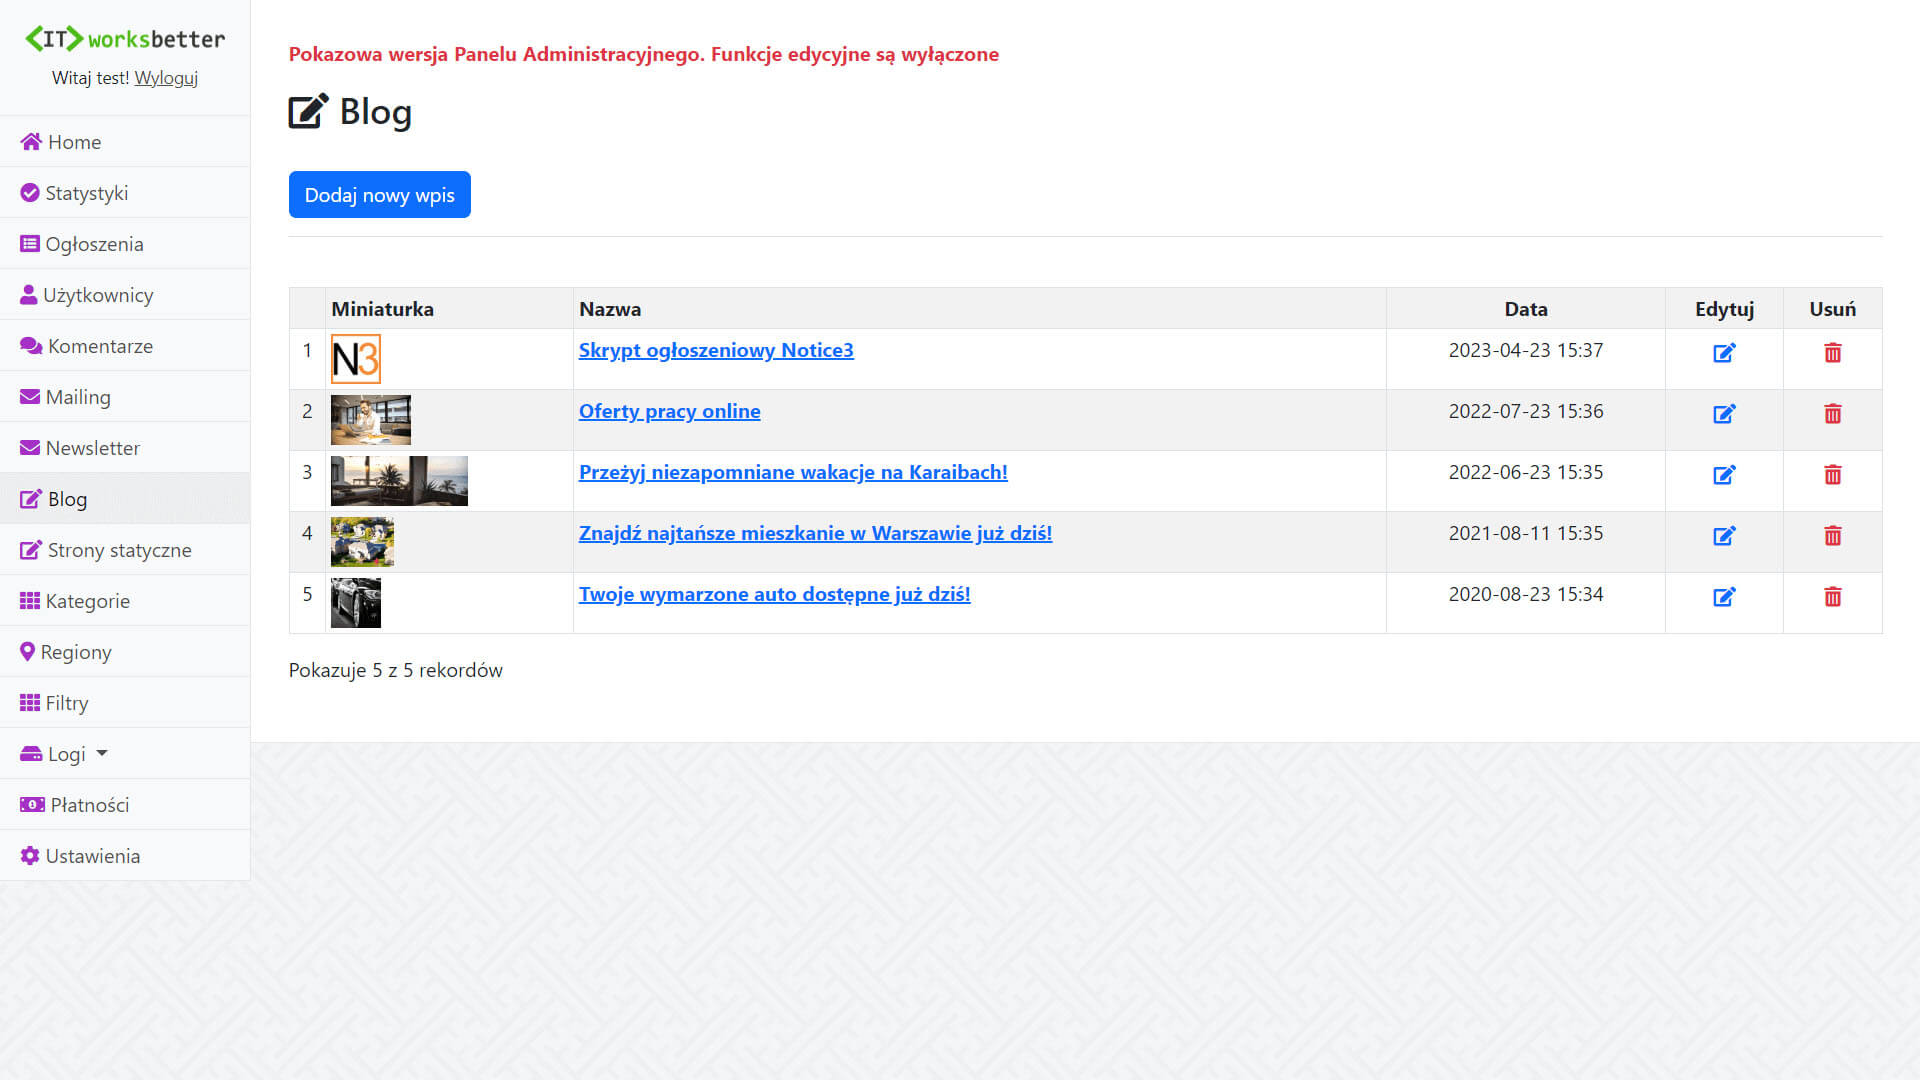 <IT>worksbetter
Witaj test! Wyloguj
Home
Statystyki
Ogłoszenia
Użytkownicy
Komentarze
Mailing
Newsletter
Blog
Strony statyczne
Kategorie
Regiony
Filtry
Logi
Płatności
Ustawienia
Pokazowa wersja Panelu Administracyjnego. Funkcje edycyjne są wyłączone
Blog
Dodaj nowy wpis
Miniaturka Nazwa Data Edytuj Usuń
1 N3 Skrypt ogłoszeniowy Notice3 2023-04-23 15:37
2 Oferty pracy online 2022-07-23 15:36
3 Przeżyj niezapomniane wakacje na Karaibach! 2022-06-23 15:35
4 Znajdź najtańsze mieszkanie w Warszawie już dziś! 2021-08-11 15:35
5 Twoje wymarzone auto dostępne już dziś! 2020-08-23 15:34
Pokazuje 5 z 5 rekordów